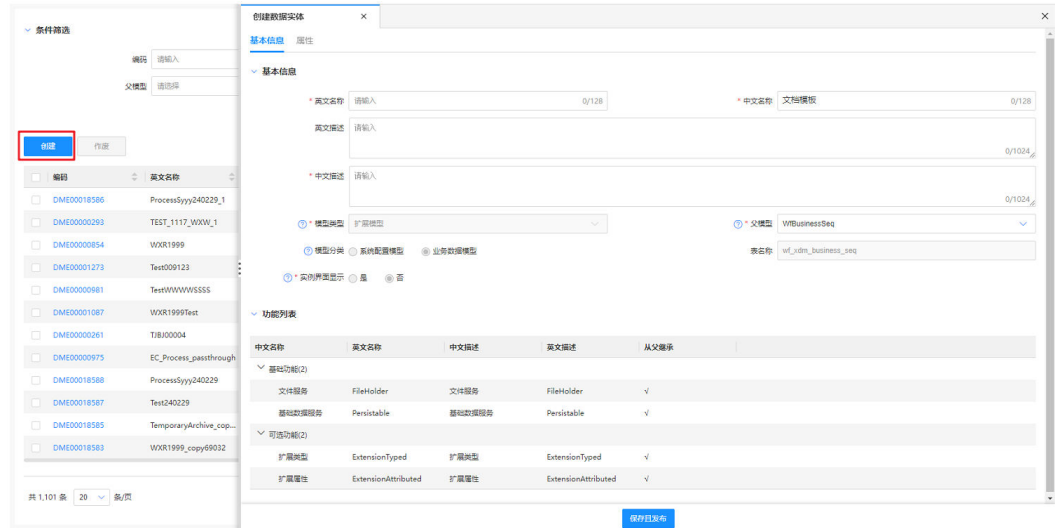 条件筛选
编码 请输入
父模型 请选择
创建 作废
编码 英文名称
DME00018586 ProcessSyyy240229_1
DME00000293 TEST_1117_WXW_1
DME00000854 WXR1999
DME00001273 Test009123
DME00000981 TestWWWWSSSS
DME00001087 WXR1999Test
DME00000261 TJBJ00004
DME00000975 EC_Process_passthrough
DME00018588 ProcessSyyy240229
DME00018587 Test240229
DME00018585 TemporaryArchive_cop...
DME00018583 WXR1999_copy69032
共 1,101 条 20 条/页
创建数据实体 ×
基本信息 属性
基本信息
* 英文名称 请输入 0/128 * 中文名称 文档模板 0/128
英文描述 请输入
0/1024
* 中文描述 请输入
0/1024
* 模型类型 扩展模型 * 父模型 WfBusinessSeq
模型分类 系统配置模型 业务数据模型 表名称 wf_xdm_business_seq
* 实例界面显示 是 否
功能列表
中文名称 英文名称 中文描述 英文描述 从父继承
基础功能(2)
文件服务 FileHolder 文件服务 FileHolder √
基础数据服务 Persistable 基础数据服务 Persistable √
可选功能(2)
扩展类型 ExtensionTyped 扩展类型 ExtensionTyped √
扩展属性 ExtensionAttributed 扩展属性 ExtensionAttributed √
保存且发布